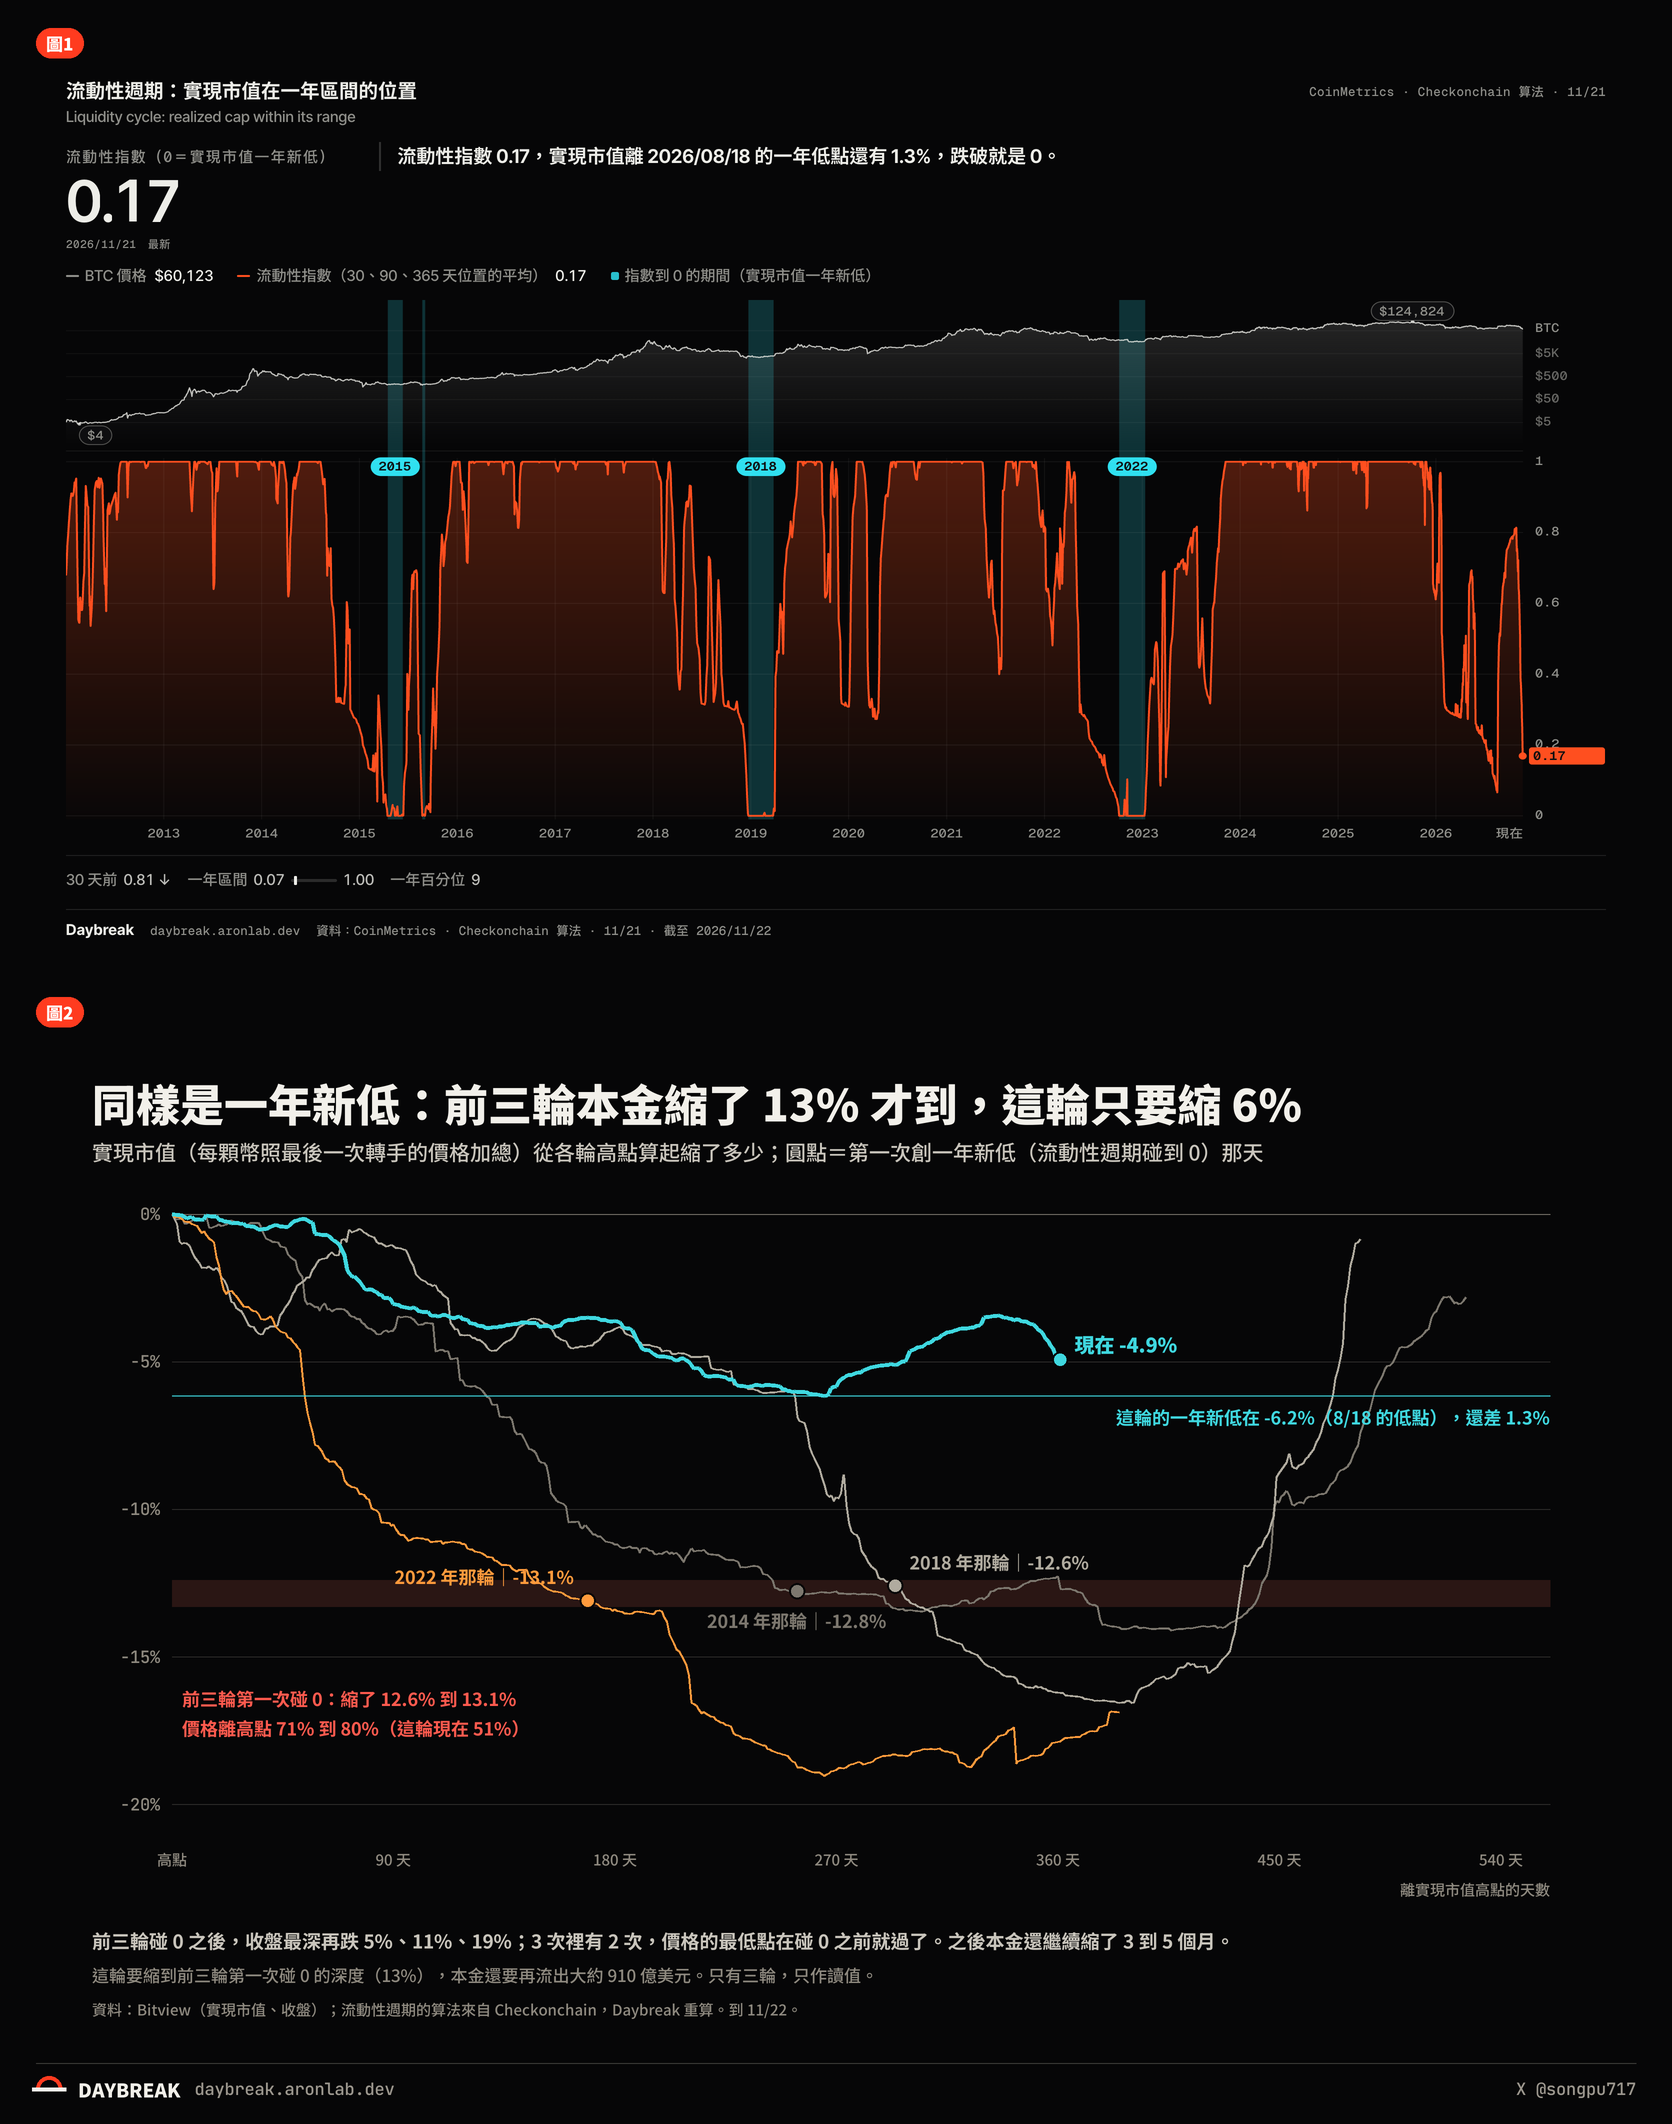 圖1
流動性週期：實現市值在一年區間的位置
CoinMetrics · Checkonchain 算法 · 11/21
Liquidity cycle: realized cap within its range
流動性指數（0＝實現市值一年新低）
流動性指數 0.17，實現市值離 2026/08/18 的一年低點還有 1.3%，跌破就是 0。
0.17
2026/11/21 最新
BTC 價格 $60,123 流動性指數（30、90、365 天位置的平均） 0.17 指數到 0 的期間（實現市值一年新低）
$124,824
BTC
$5K
$500
$50
$5
$4
2015
2018
2022
1
0.8
0.6
0.4
0.2
0.17
0
2013 2014 2015 2016 2017 2018 2019 2020 2021 2022 2023 2024 2025 2026 現在
30 天前 0.81 ↓ 一年區間 0.07 1.00 一年百分位 9
Daybreak daybreak.aronlab.dev 資料：CoinMetrics · Checkonchain 算法 · 11/21 · 截至 2026/11/22
圖2
同樣是一年新低：前三輪本金縮了 13% 才到，這輪只要縮 6%
實現市值（每顆幣照最後一次轉手的價格加總）從各輪高點算起縮了多少；圓點＝第一次創一年新低（流動性週期碰到 0）那天
0%
現在 -4.9%
-5%
這輪的一年新低在 -6.2%（8/18 的低點），還差 1.3%
-10%
2018 年那輪｜-12.6%
2022 年那輪｜-13.1%
2014 年那輪｜-12.8%
-15%
前三輪第一次碰 0：縮了 12.6% 到 13.1%
價格離高點 71% 到 80%（這輪現在 51%）
-20%
高點 90 天 180 天 270 天 360 天 450 天 540 天
離實現市值高點的天數
前三輪碰 0 之後，收盤最深再跌 5%、11%、19%；3 次裡有 2 次，價格的最低點在碰 0 之前就過了。之後本金還繼續縮了 3 到 5 個月。
這輪要縮到前三輪第一次碰 0 的深度（13%），本金還要再流出大約 910 億美元。只有三輪，只作讀值。
資料：Bitview（實現市值、收盤）；流動性週期的算法來自 Checkonchain，Daybreak 重算。到 11/22。
DAYBREAK daybreak.aronlab.dev
X @songpu717